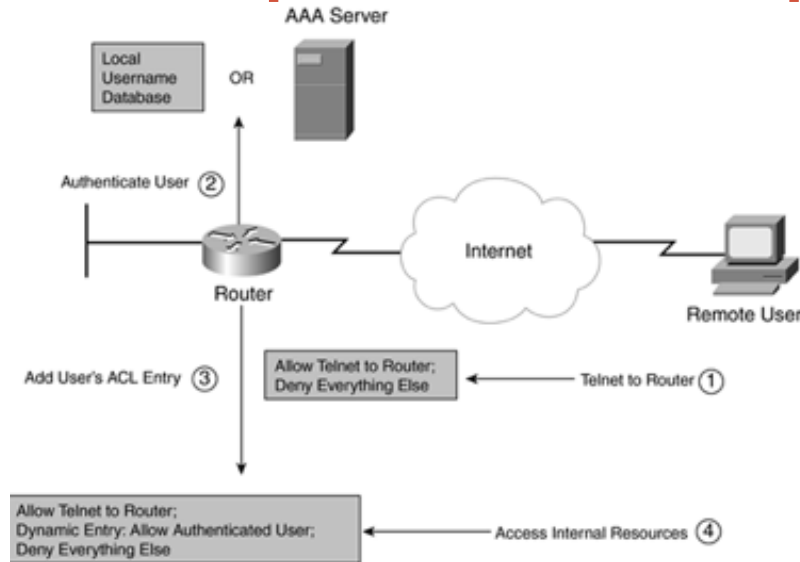 AAA Server
Local
Username
Database
OR
Authenticate User 2
Internet
Router
Remote User
Add User's ACL Entry 3
Allow Telnet to Router;
Deny Everything Else
Telnet to Router 1
Allow Telnet to Router;
Dynamic Entry: Allow Authenticated User;
Deny Everything Else
Access Internal Resources 4